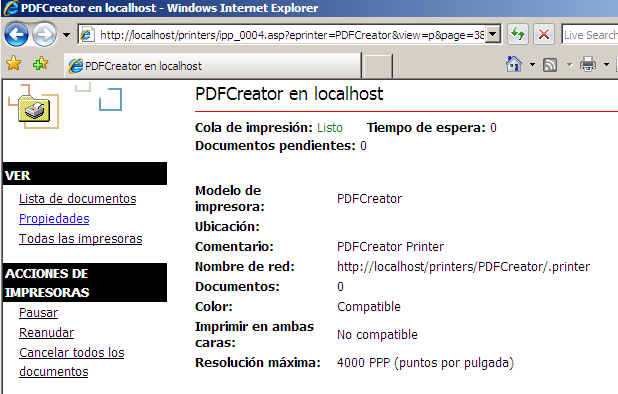 PDFCreator en localhost - Windows Internet Explorer
http://localhost/printers/ipp_0004.asp?eprinter=PDFCreator&view=p&page=38
Live Search
PDFCreator en localhost
PDFCreator en localhost
Cola de impresión: Listo Tiempo de espera: 0
Documentos pendientes: 0
VER
Lista de documentos
Propiedades
Todas las impresoras
ACCIONES DE
IMPRESORAS
Pausar
Reanudar
Cancelar todos los
documentos
Modelo de
impresora: PDFCreator
Ubicación:
Comentario: PDFCreator Printer
Nombre de red: http://localhost/printers/PDFCreator/.printer
Documentos: 0
Color: Compatible
Imprimir en ambas
caras: No compatible
Resolución máxima: 4000 PPP (puntos por pulgada)